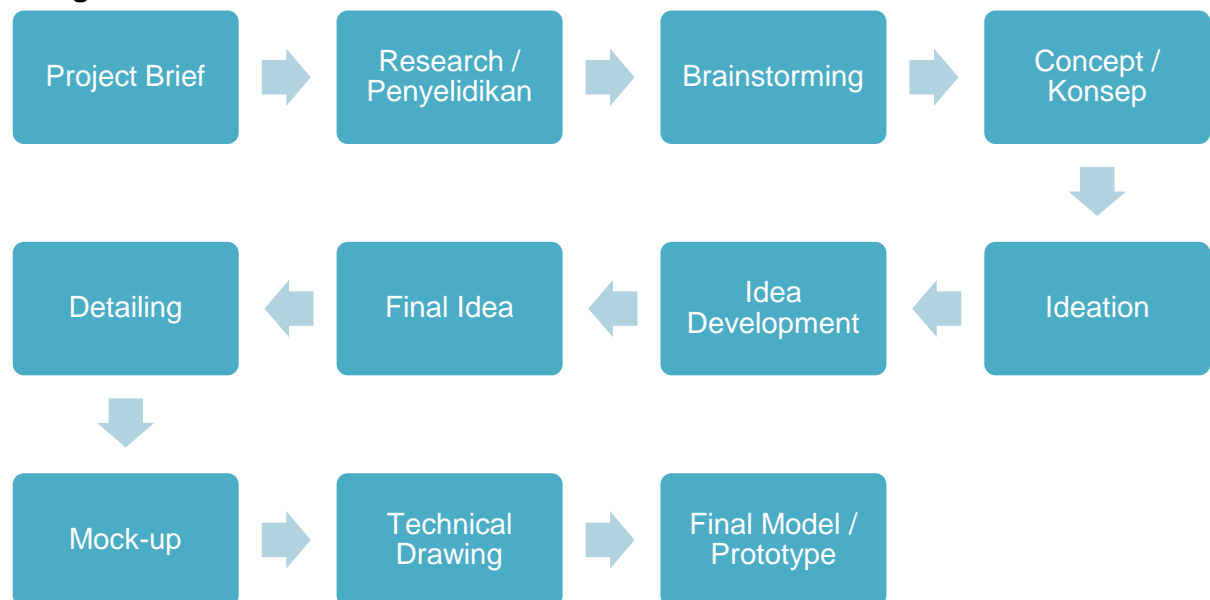 Project Brief
Research /
Penyelidikan
Brainstorming
Concept /
Konsep
Ideation
Idea
Development
Final Idea
Detailing
Mock-up
Technical
Drawing
Final Model /
Prototype